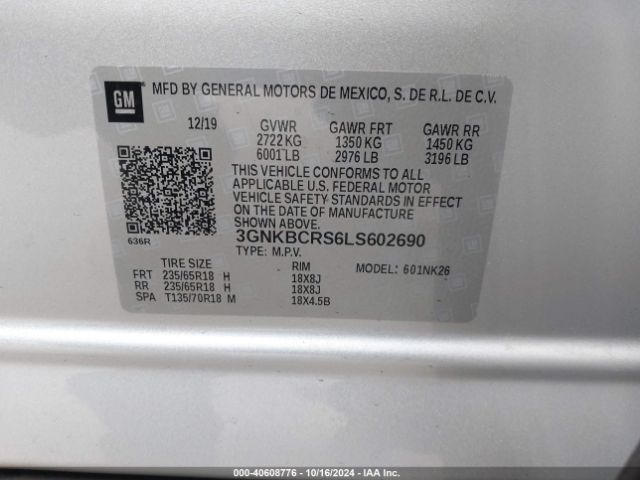 GM MFD BY GENERAL MOTORS DE MEXICO, S. DE R.L. DE C.V.
12/19 GVWR GAWR FRT GAWR RR
2722 KG 1350 KG 1450 KG
6001 LB 2976 LB 3196 LB
THIS VEHICLE CONFORMS TO ALL
APPLICABLE U.S. FEDERAL MOTOR
VEHICLE SAFETY STANDARDS IN EFFECT
ON THE DATE OF MANUFACTURE
SHOWN ABOVE.
636R
3GNKBCRS6LS602690
TYPE: M.P.V.
TIRE SIZE RIM MODEL: 601NK26
FRT 235/65R18 H 18X8J
RR 235/65R18 H 18X8J
SPA T135/70R18 M 18X4.5B
000-40608776 - 10/16/2024 - IAA Inc.